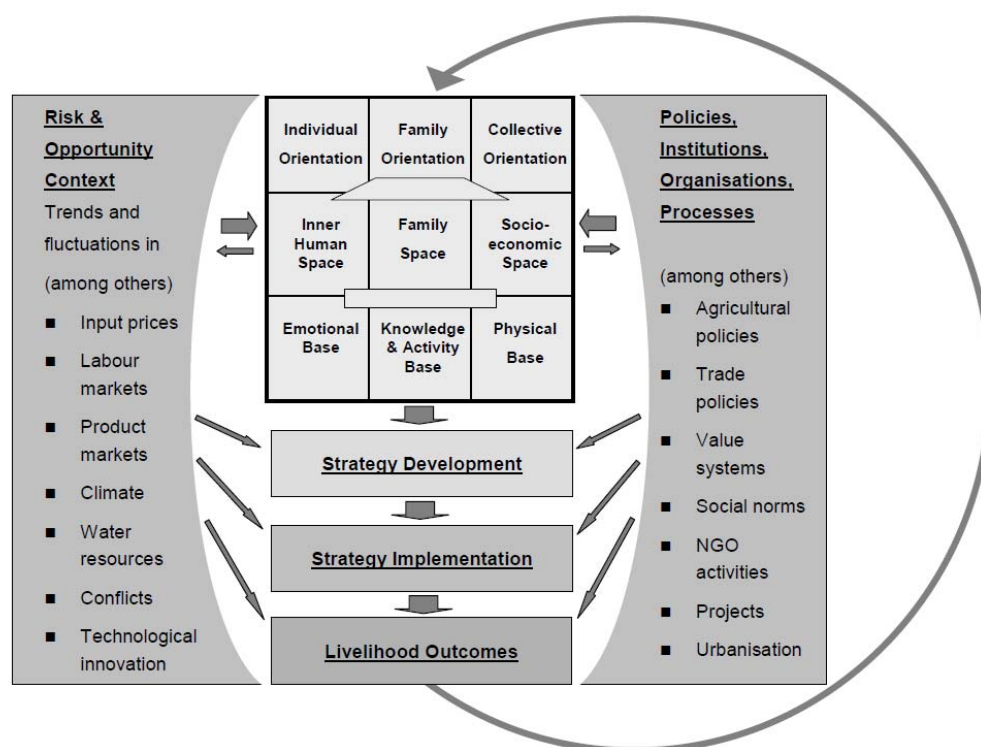 Risk &
Opportunity
Context
Trends and
fluctuations in
(among others)
■ Input prices
■ Labour
markets
■ Product
markets
■ Climate
■ Water
resources
■ Conflicts
■ Technological
innovation
Individual
Orientation
Family
Orientation
Collective
Orientation
Inner
Human
Space
Family
Space
Socio-
economic
Space
Emotional
Base
Knowledge
& Activity
Base
Physical
Base
Strategy Development
Strategy Implementation
Livelihood Outcomes
Policies,
Institutions,
Organisations,
Processes
(among others)
■ Agricultural
policies
■ Trade
policies
■ Value
systems
■ Social norms
■ NGO
activities
■ Projects
■ Urbanisation